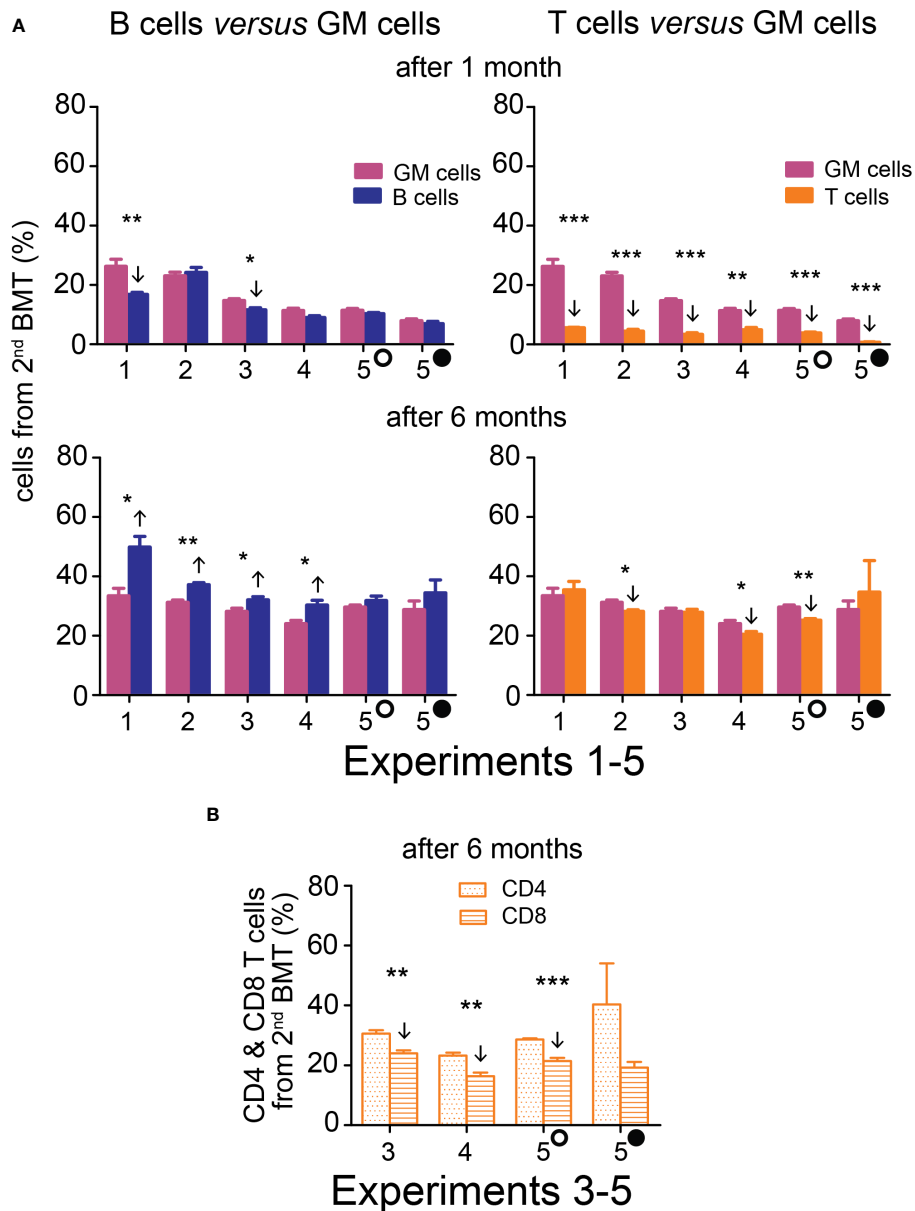 A
B cells versus GM cells
T cells versus GM cells
after 1 month
cells from 2nd BMT (%)
80
60
40
20
0
GM cells
B cells
**
↓
*
↓
1 2 3 4 5 5
80
60
40
20
0
GM cells
T cells
***
***
***
**
***
***
↓ ↓ ↓ ↓ ↓ ↓
1 2 3 4 5 5
after 6 months
80
60
40
20
0
*
**
*
*
↑ ↑ ↑ ↑
1 2 3 4 5 5
80
60
40
20
0
*
*
**
↓ ↓ ↓
1 2 3 4 5 5
Experiments 1-5
B
after 6 months
CD4 & CD8 T cells
from 2nd BMT (%)
80
60
40
20
0
CD4
CD8
**
**
***
↓ ↓ ↓
3 4 5 5
Experiments 3-5